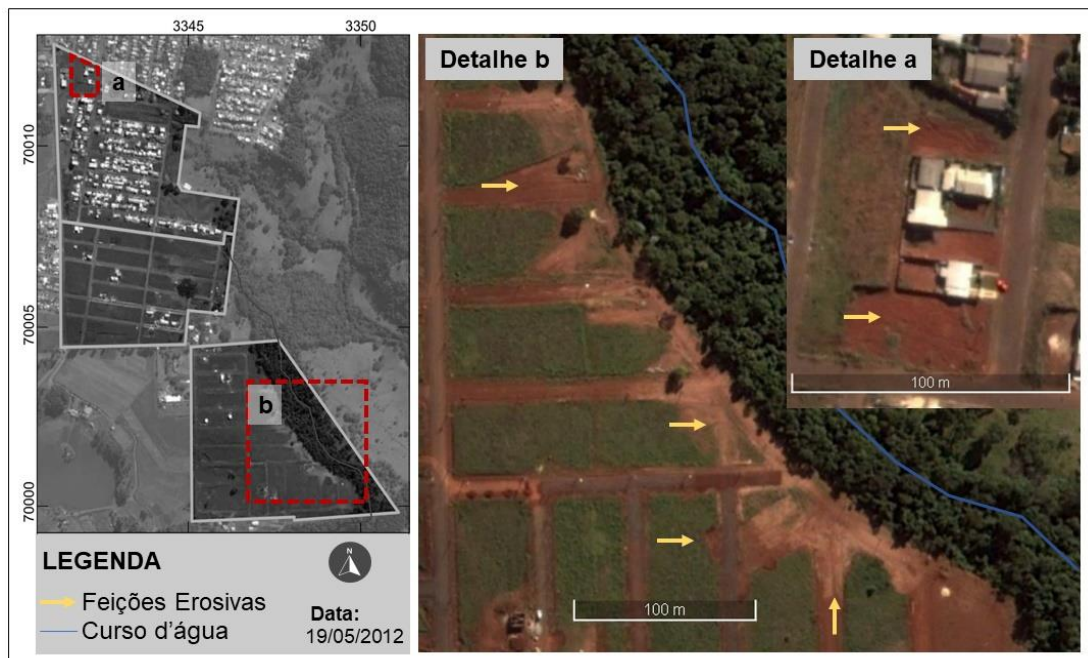 3345
3350
70010
70005
70000
a
b
Detalhe b
Detalhe a
100 m
100 m
LEGENDA
N
Feições Erosivas
Curso d'água
Data:
19/05/2012